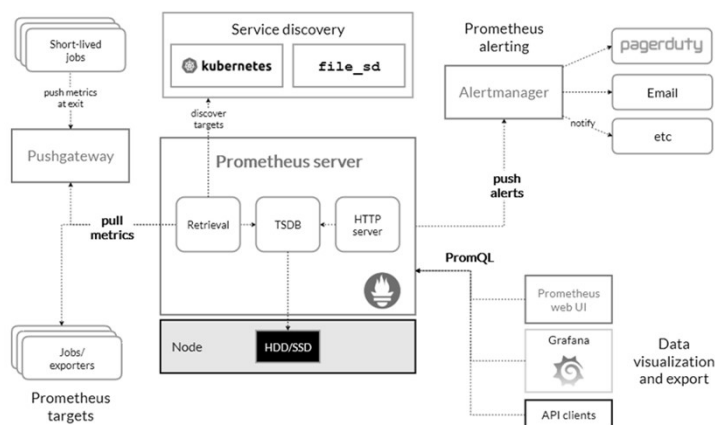 Short-lived
jobs
push metrics
at exit
Pushgateway
pull
metrics
Jobs/
exporters
Prometheus
targets
Service discovery
kubernetes
file_sd
discover
targets
Prometheus server
Retrieval
TSDB
HTTP
server
Node
HDD/SSD
Prometheus
alerting
Alertmanager
pagerduty
Email
notify
etc
push
alerts
PromQL
Prometheus
web UI
Grafana
API clients
Data
visualization
and export